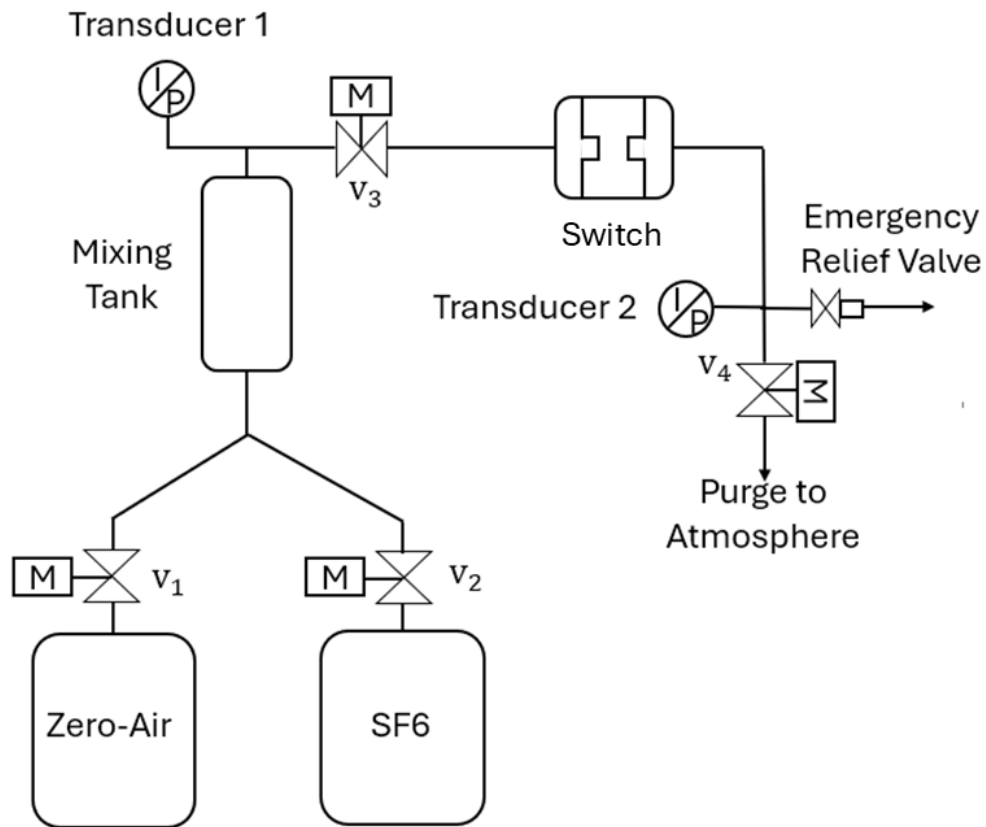 Transducer 1
I/P
M
v₃
Switch
Mixing
Tank
Emergency
Relief Valve
Transducer 2
I/P
v₄
M
Purge to
Atmosphere
M
v₁
M
v₂
Zero-Air
SF6